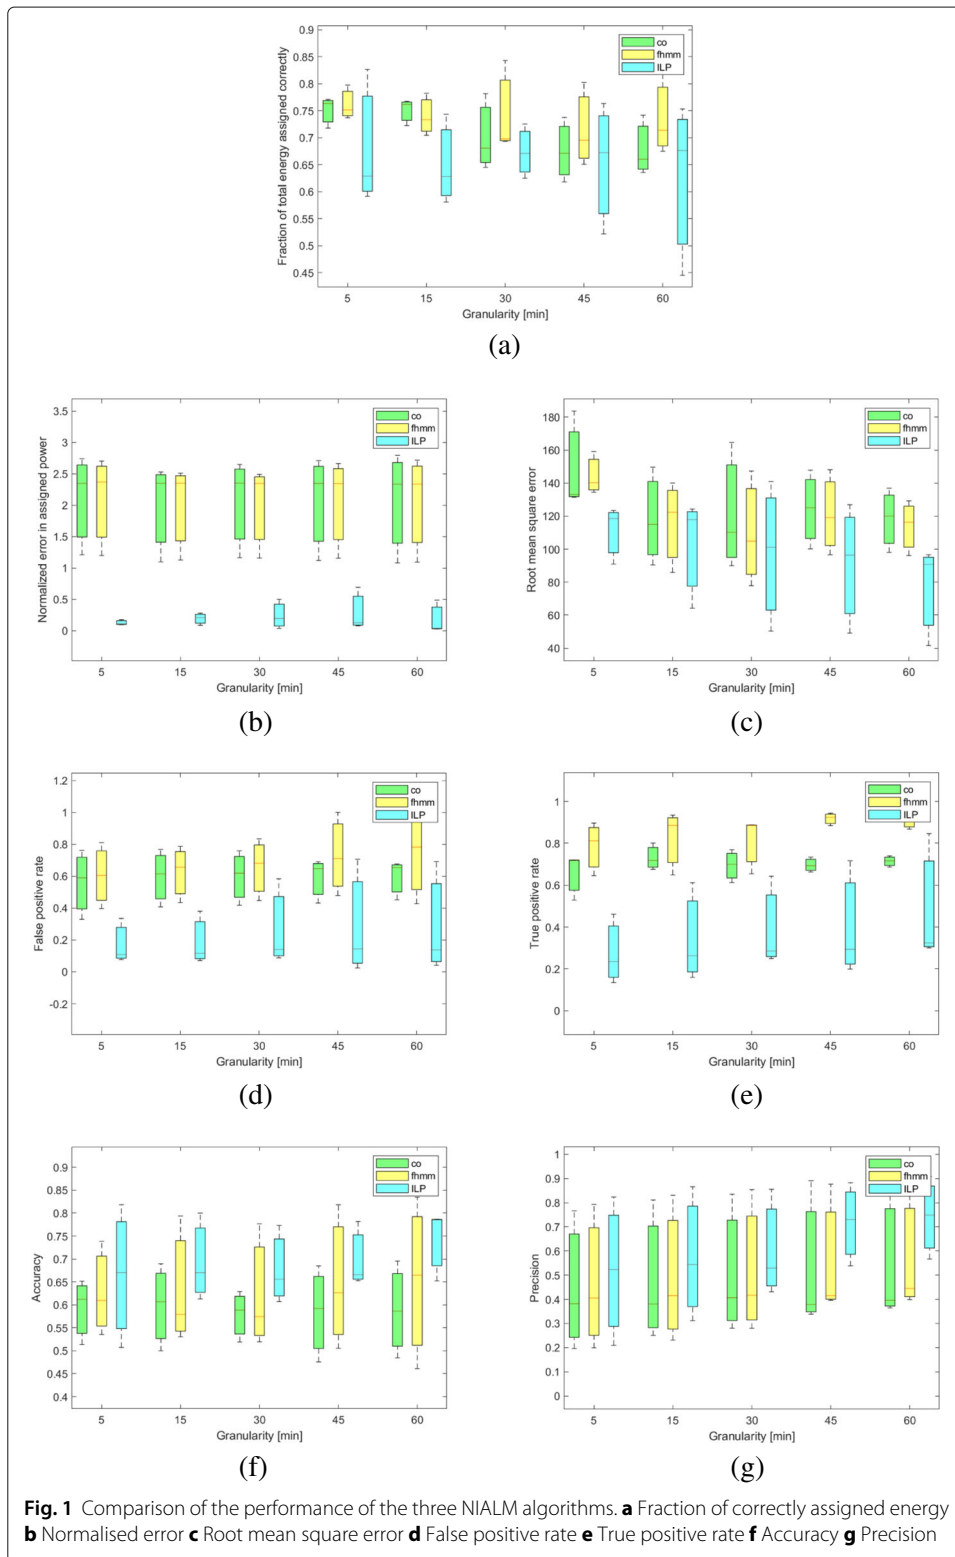 0.9
0.85
0.8
0.75
0.7
0.65
0.6
0.55
0.5
0.45
Fraction of total energy assigned correctly
co
fhmm
ILP
5 15 30 45 60
Granularity [min]
(a)
3.5
3
2.5
2
1.5
1
0.5
0
Normalized error in assigned power
co
fhmm
ILP
5 15 30 45 60
Granularity [min]
(b)
180
160
140
120
100
80
60
40
Root mean square error
co
fhmm
ILP
5 15 30 45 60
Granularity [min]
(c)
1.2
1
0.8
0.6
0.4
0.2
0
-0.2
False positive rate
co
fhmm
ILP
5 15 30 45 60
Granularity [min]
(d)
1
0.8
0.6
0.4
0.2
0
True positive rate
co
fhmm
ILP
5 15 30 45 60
Granularity [min]
(e)
0.9
0.85
0.8
0.75
0.7
0.65
0.6
0.55
0.5
0.45
0.4
Accuracy
co
fhmm
ILP
5 15 30 45 60
Granularity [min]
(f)
1
0.9
0.8
0.7
0.6
0.5
0.4
0.3
0.2
0.1
0
Precision
co
fhmm
ILP
5 15 30 45 60
Granularity [min]
(g)
Fig. 1 Comparison of the performance of the three NIALM algorithms. a Fraction of correctly assigned energy
b Normalised error c Root mean square error d False positive rate e True positive rate f Accuracy g Precision